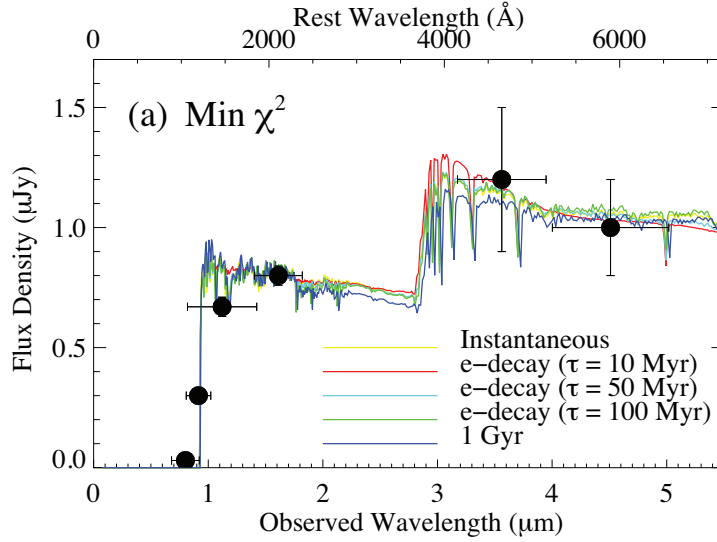 Rest Wavelength (Å)
0 2000 4000 6000
(a) Min χ²
1.5
1.0
0.5
0.0
Flux Density (μJy)
Instantaneous
e−decay (τ = 10 Myr)
e−decay (τ = 50 Myr)
e−decay (τ = 100 Myr)
1 Gyr
0 1 2 3 4 5
Observed Wavelength (μm)